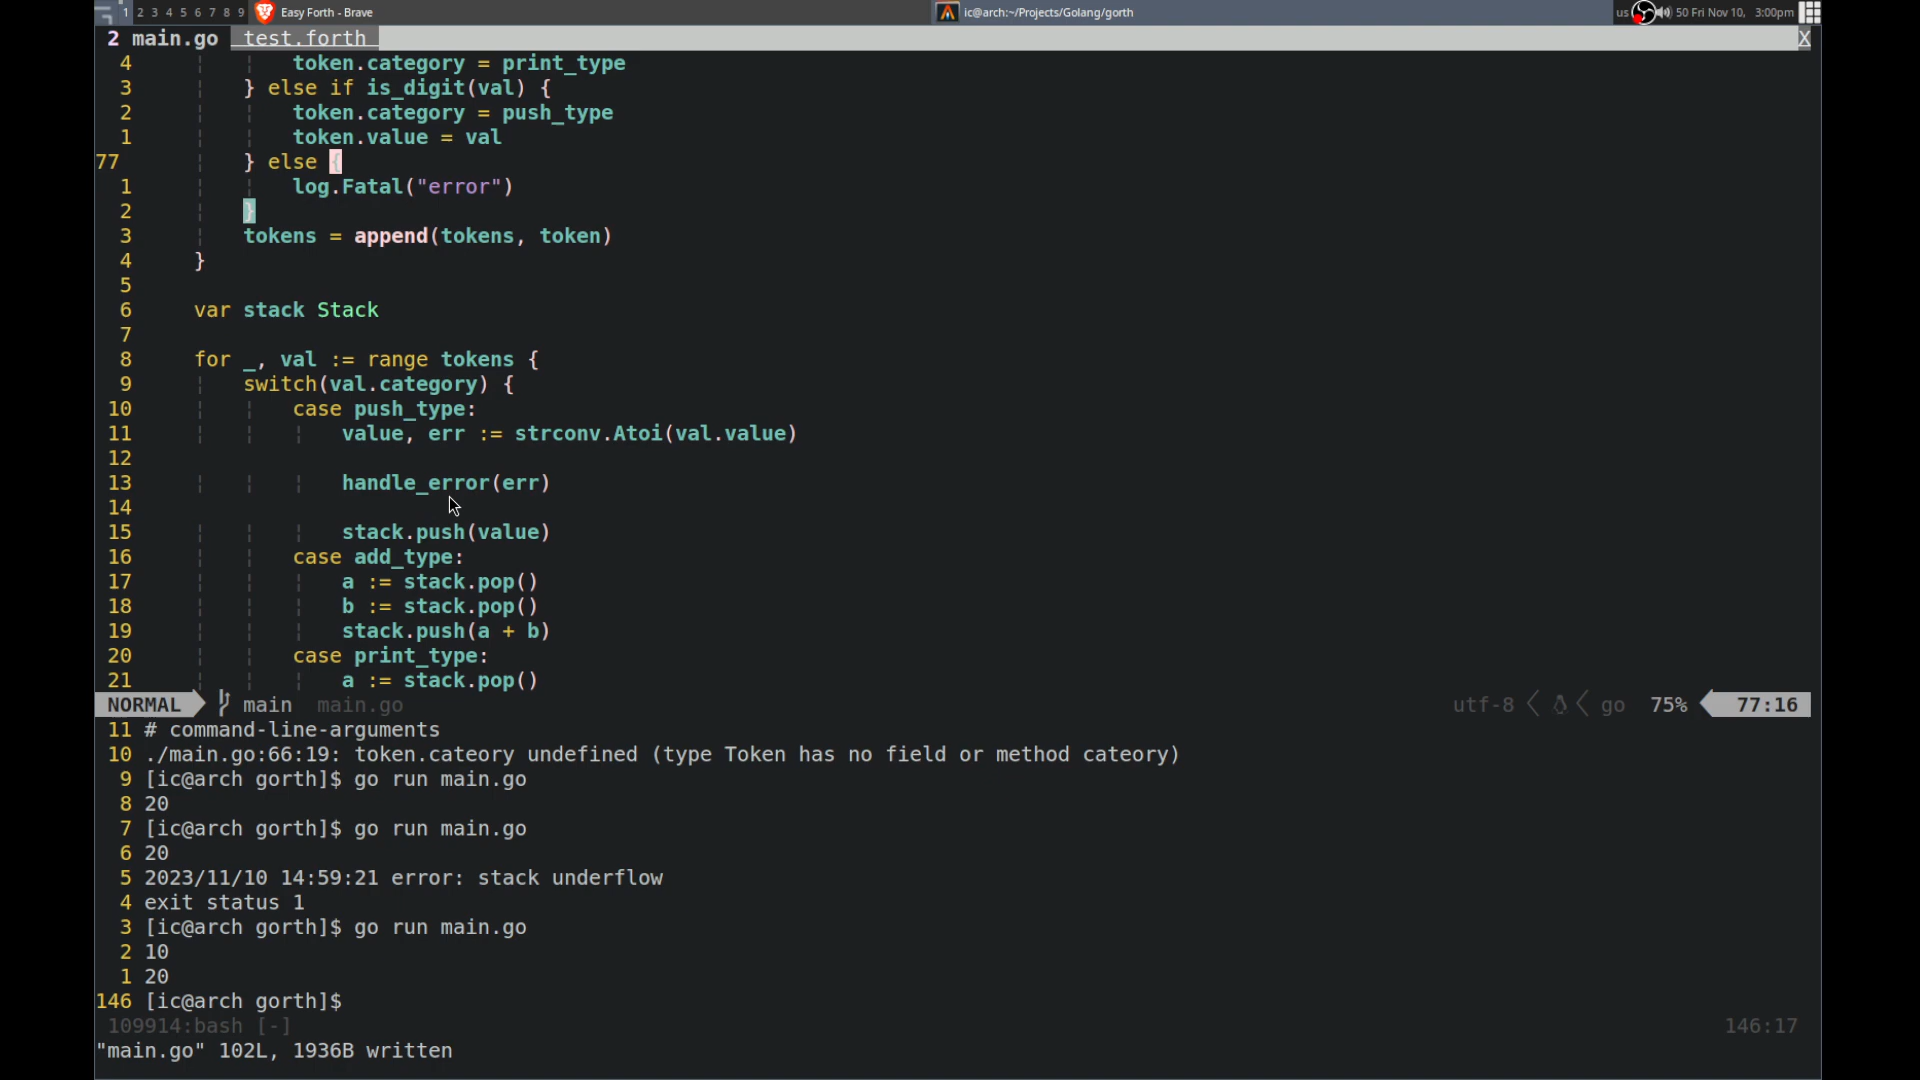 1 2 3 4 5 6 7 8 9 Easy Forth - Brave ic@arch:~/Projects/Golang/gorth us 50 Fri Nov 10, 3:00pm
2 main.go test.forth X
4 token.category = print_type
3 } else if is_digit(val) {
2 token.category = push_type
1 token.value = val
77 } else {
1 log.Fatal("error")
2 }
3 tokens = append(tokens, token)
4 }
5
6 var stack Stack
7
8 for _, val := range tokens {
9 switch(val.category) {
10 case push_type:
11 value, err := strconv.Atoi(val.value)
12
13 handle_error(err)
14
15 stack.push(value)
16 case add_type:
17 a := stack.pop()
18 b := stack.pop()
19 stack.push(a + b)
20 case print_type:
21 a := stack.pop()
NORMAL main main.go utf-8 go 75% 77:16
11 # command-line-arguments
10 ./main.go:66:19: token.cateory undefined (type Token has no field or method cateory)
9 [ic@arch gorth]$ go run main.go
8 20
7 [ic@arch gorth]$ go run main.go
6 20
5 2023/11/10 14:59:21 error: stack underflow
4 exit status 1
3 [ic@arch gorth]$ go run main.go
2 10
1 20
146 [ic@arch gorth]$
109914:bash [-] 146:17
"main.go" 102L, 1936B written